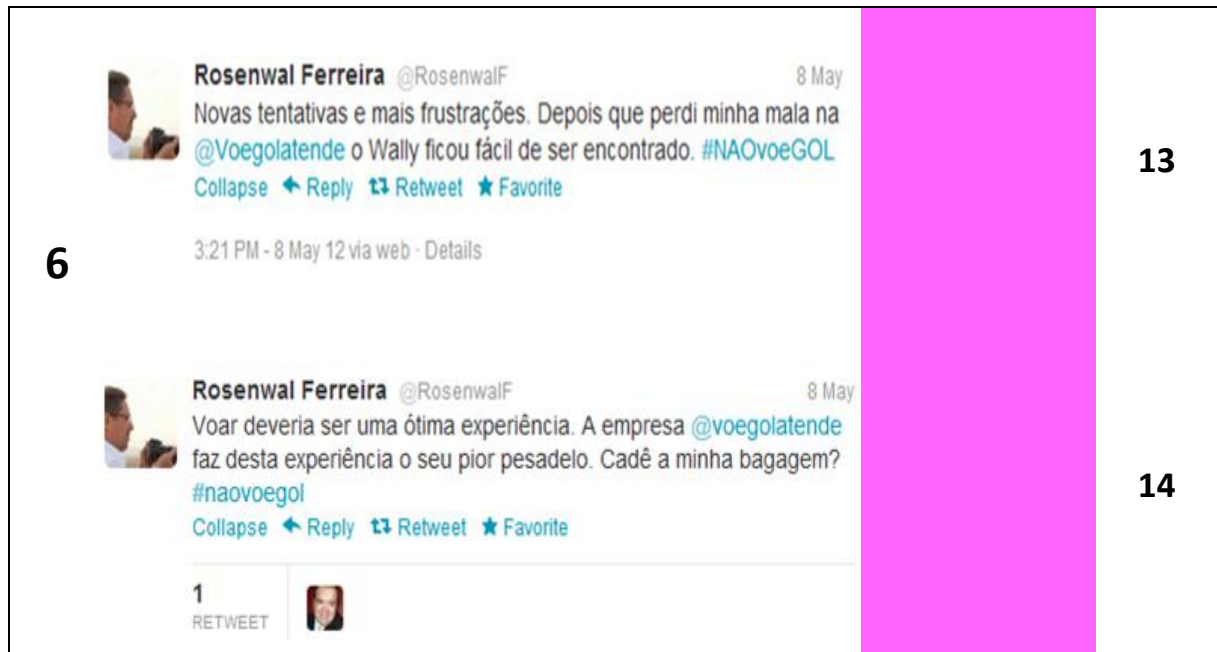 6
Rosenwal Ferreira @RosenwalF 8 May
Novas tentativas e mais frustrações. Depois que perdi minha mala na
@Voegolatende o Wally ficou fácil de ser encontrado. #NAOvoeGOL
Collapse Reply Retweet Favorite
3:21 PM - 8 May 12 via web · Details
13
Rosenwal Ferreira @RosenwalF 8 May
Voar deveria ser uma ótima experiência. A empresa @voegolatende
faz desta experiência o seu pior pesadelo. Cadê a minha bagagem?
#naovoegol
Collapse Reply Retweet Favorite
1
RETWEET
14